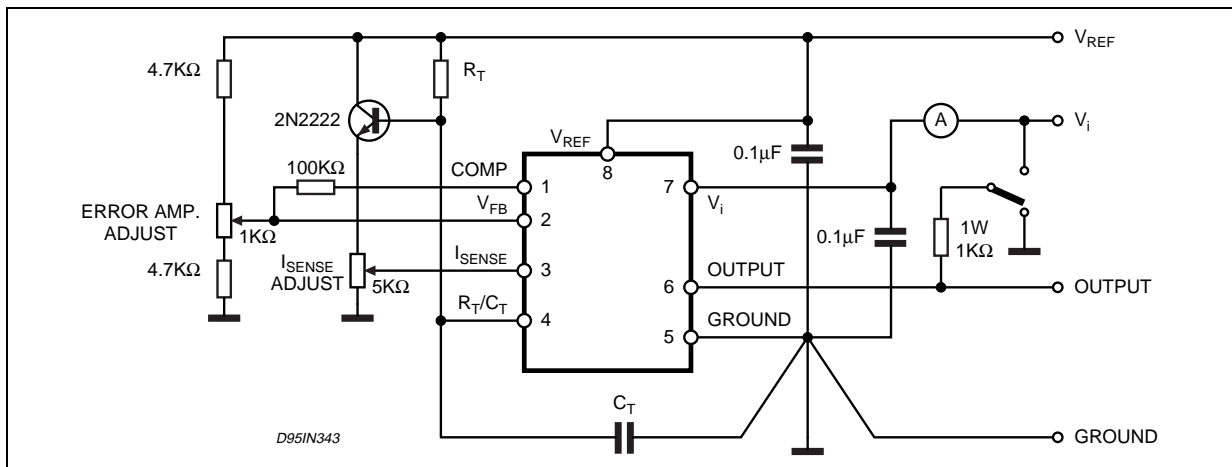 V_REF
4.7KΩ
R_T
2N2222
A
V_i
V_REF
8
0.1µF
100KΩ
COMP
1
7
V_FB
2
V_i
ERROR AMP.
ADJUST
1KΩ
0.1µF
1W
1KΩ
I_SENSE
3
I_SENSE
ADJUST
5KΩ
4.7KΩ
OUTPUT
6
OUTPUT
R_T/C_T
4
GROUND
5
C_T
D95IN343
GROUND